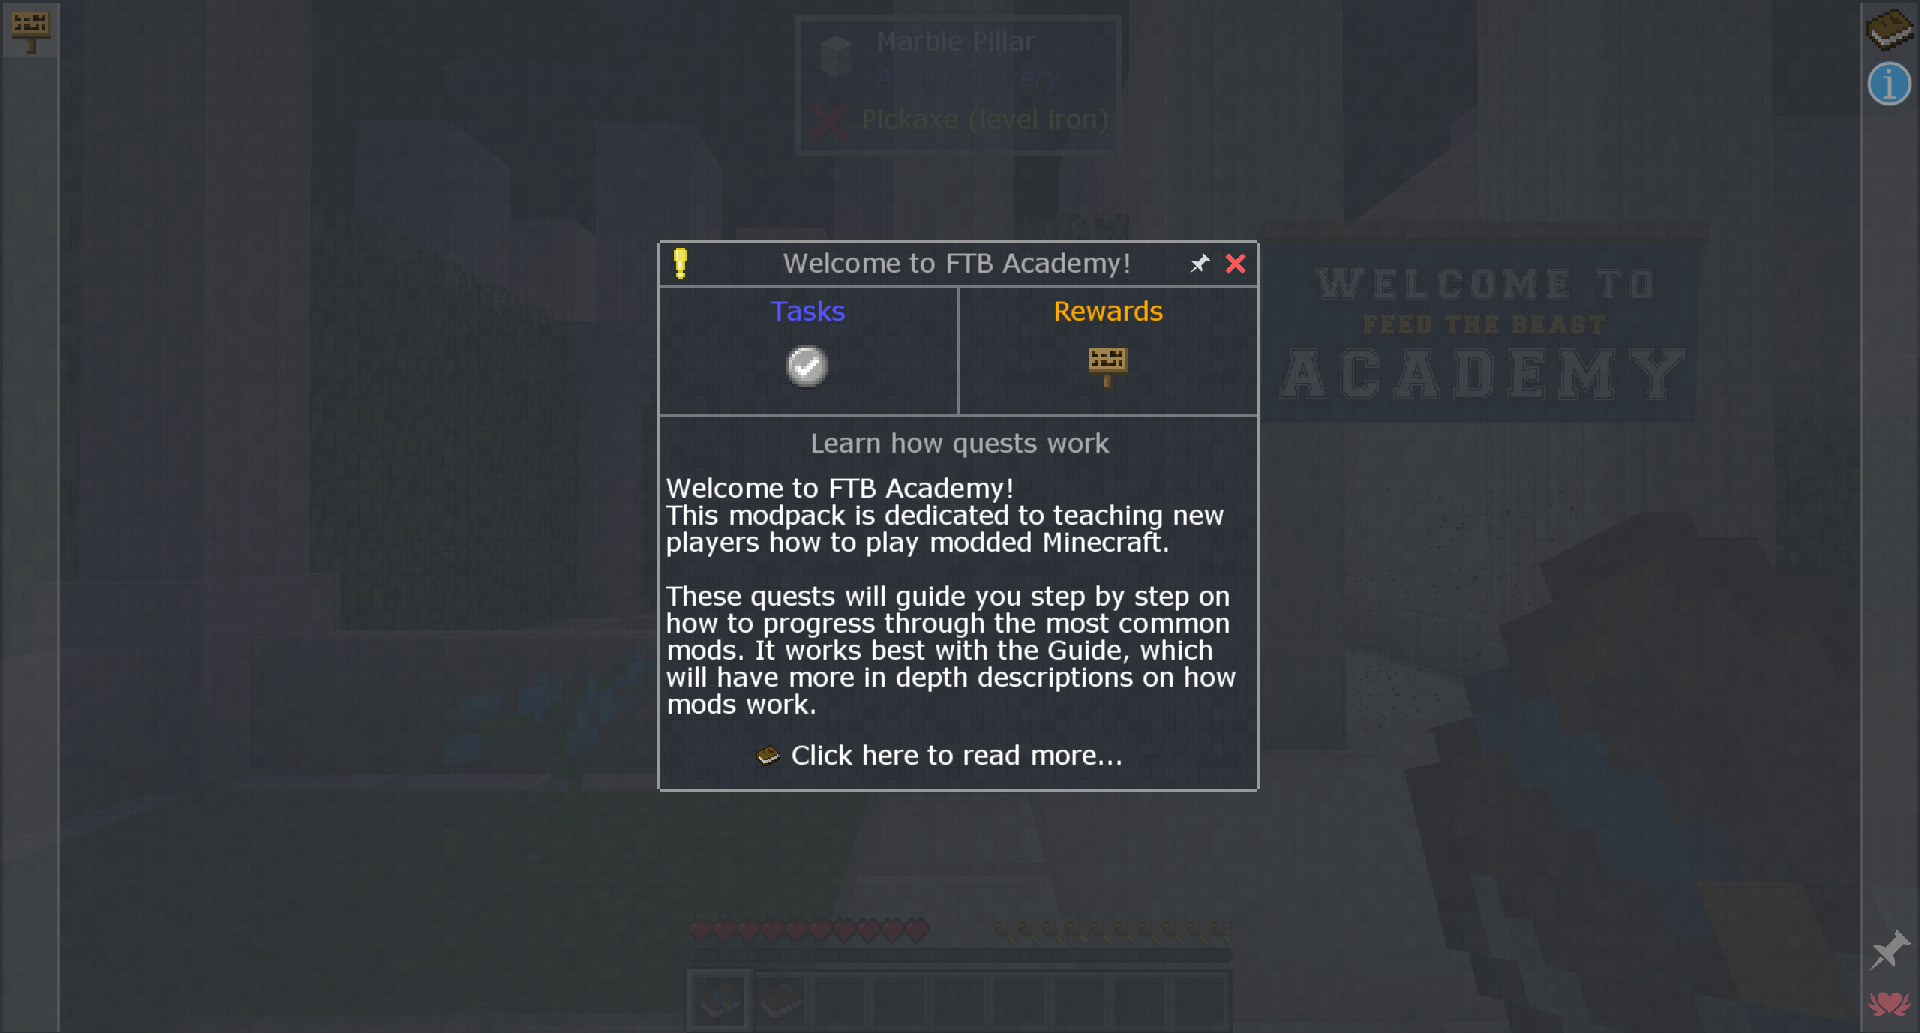 Marble Pillar
Astral Sorcery
Pickaxe (level iron)
Welcome to FTB Academy!
Tasks
Rewards
WELCOME TO
FEED THE BEAST
ACADEMY
Learn how quests work
Welcome to FTB Academy!
This modpack is dedicated to teaching new
players how to play modded Minecraft.
These quests will guide you step by step on
how to progress through the most common
mods. It works best with the Guide, which
will have more in depth descriptions on how
mods work.
Click here to read more...